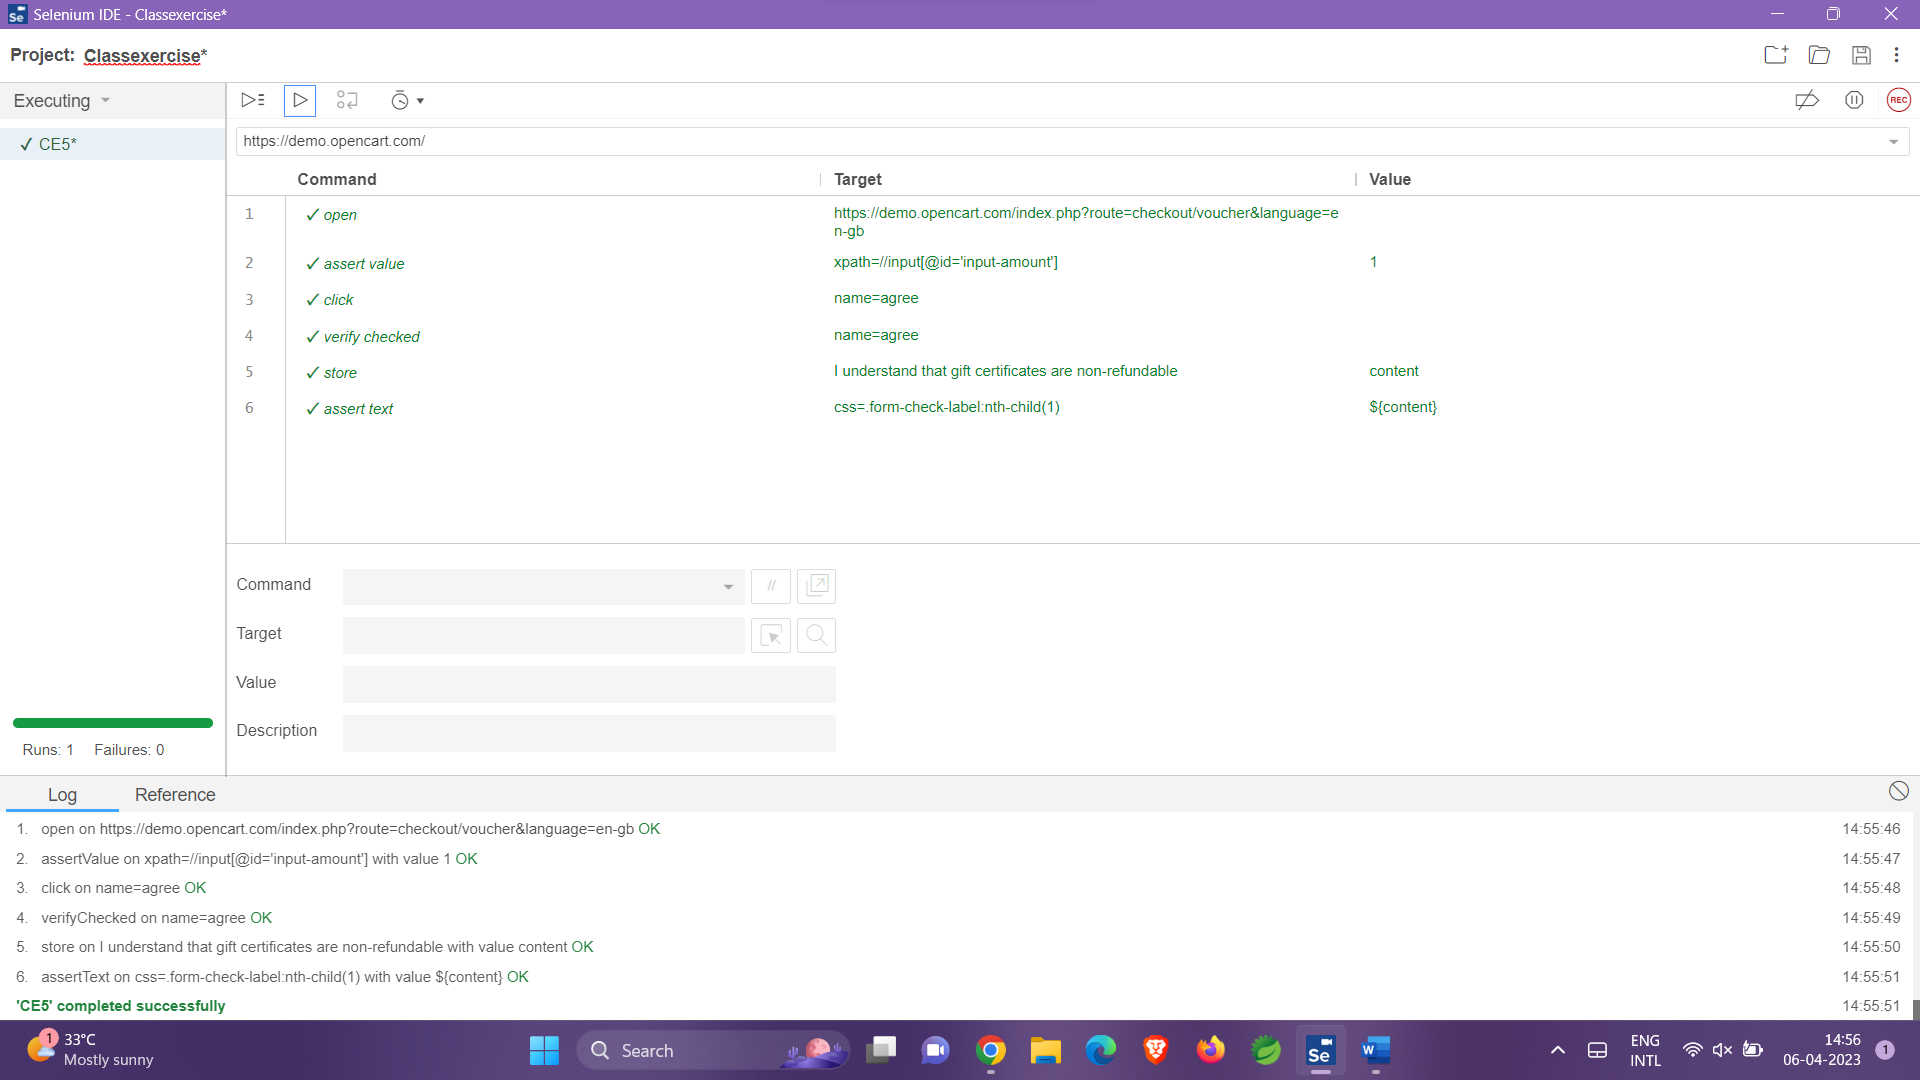 Selenium IDE - Classexercise*
Project: Classexercise*
Executing
REC
✓ CE5*
https://demo.opencart.com/
Command Target Value
1 ✓ open https://demo.opencart.com/index.php?route=checkout/voucher&language=e
n-gb
2 ✓ assert value xpath=//input[@id='input-amount'] 1
3 ✓ click name=agree
4 ✓ verify checked name=agree
5 ✓ store I understand that gift certificates are non-refundable content
6 ✓ assert text css=.form-check-label:nth-child(1) ${content}
Command //
Target
Value
Description
Runs: 1 Failures: 0
Log Reference
1. open on https://demo.opencart.com/index.php?route=checkout/voucher&language=en-gb OK 14:55:46
2. assertValue on xpath=//input[@id='input-amount'] with value 1 OK 14:55:47
3. click on name=agree OK 14:55:48
4. verifyChecked on name=agree OK 14:55:49
5. store on I understand that gift certificates are non-refundable with value content OK 14:55:50
6. assertText on css=.form-check-label:nth-child(1) with value ${content} OK 14:55:51
'CE5' completed successfully 14:55:51
1 33°C
Mostly sunny
Search
Se
W
ENG
INTL
14:56
06-04-2023
1